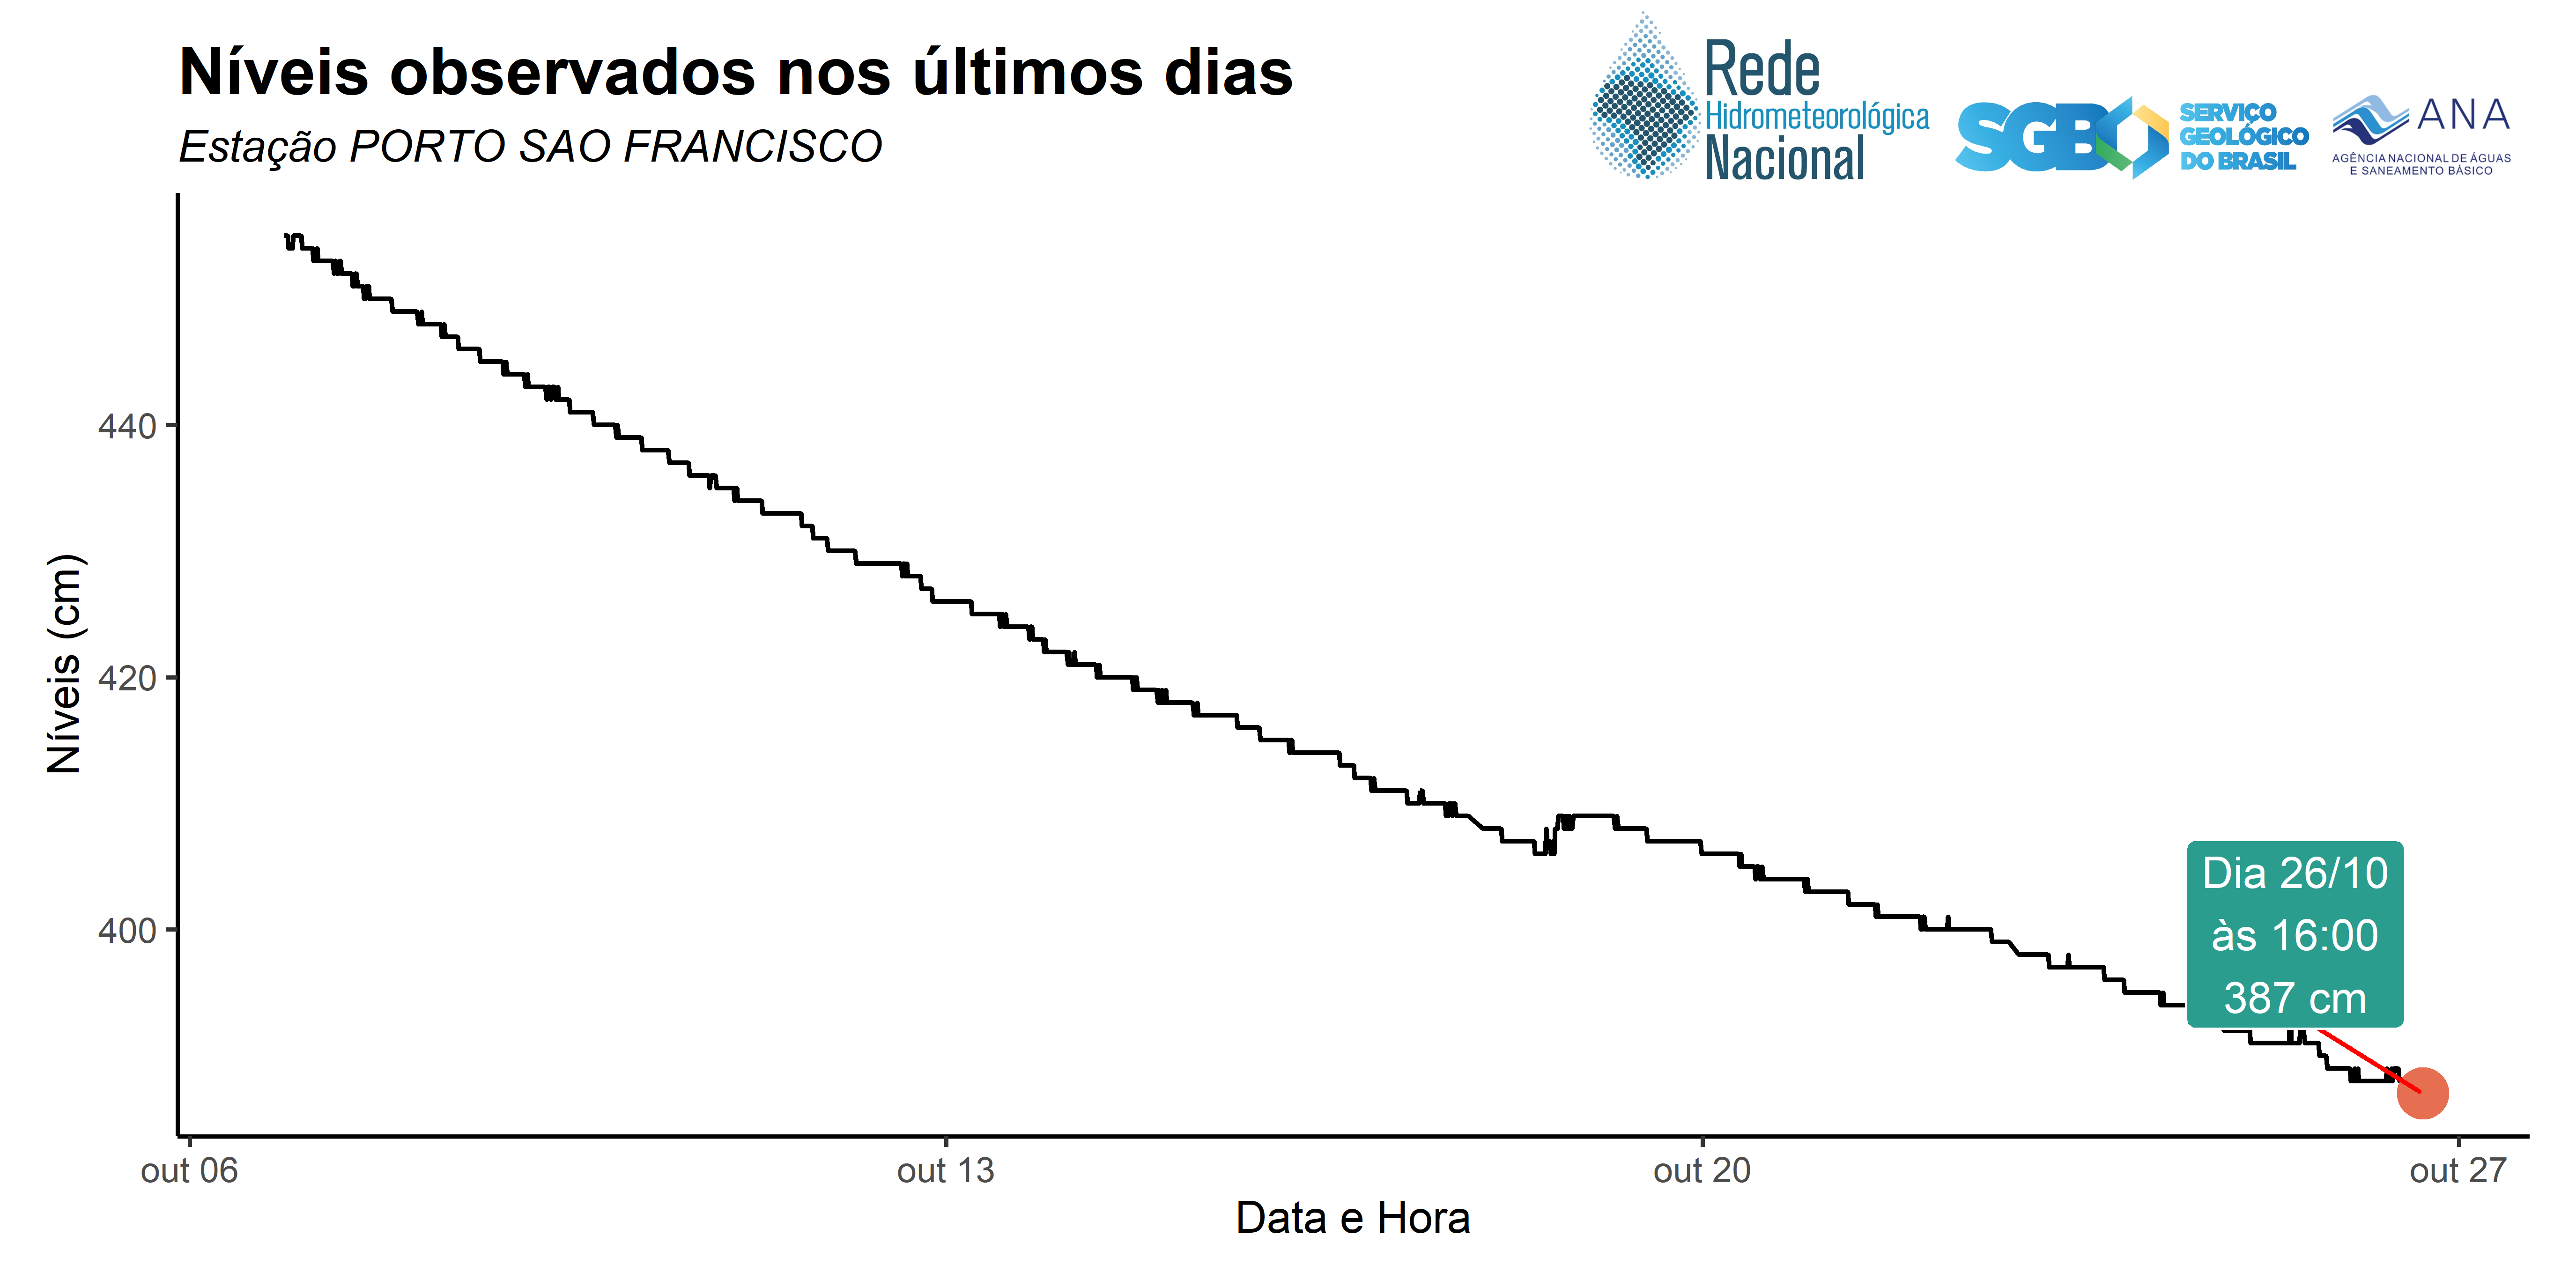 Níveis observados nos últimos dias
Estação PORTO SAO FRANCISCO
Rede
Hidrometeorológica
Nacional
SGB
SERVIÇO
GEOLÓGICO
DO BRASIL
ANA
AGÊNCIA NACIONAL DE ÁGUAS
E SANEAMENTO BÁSICO
Níveis (cm)
440
420
400
Dia 26/10
às 16:00
387 cm
out 06
out 13
out 20
out 27
Data e Hora